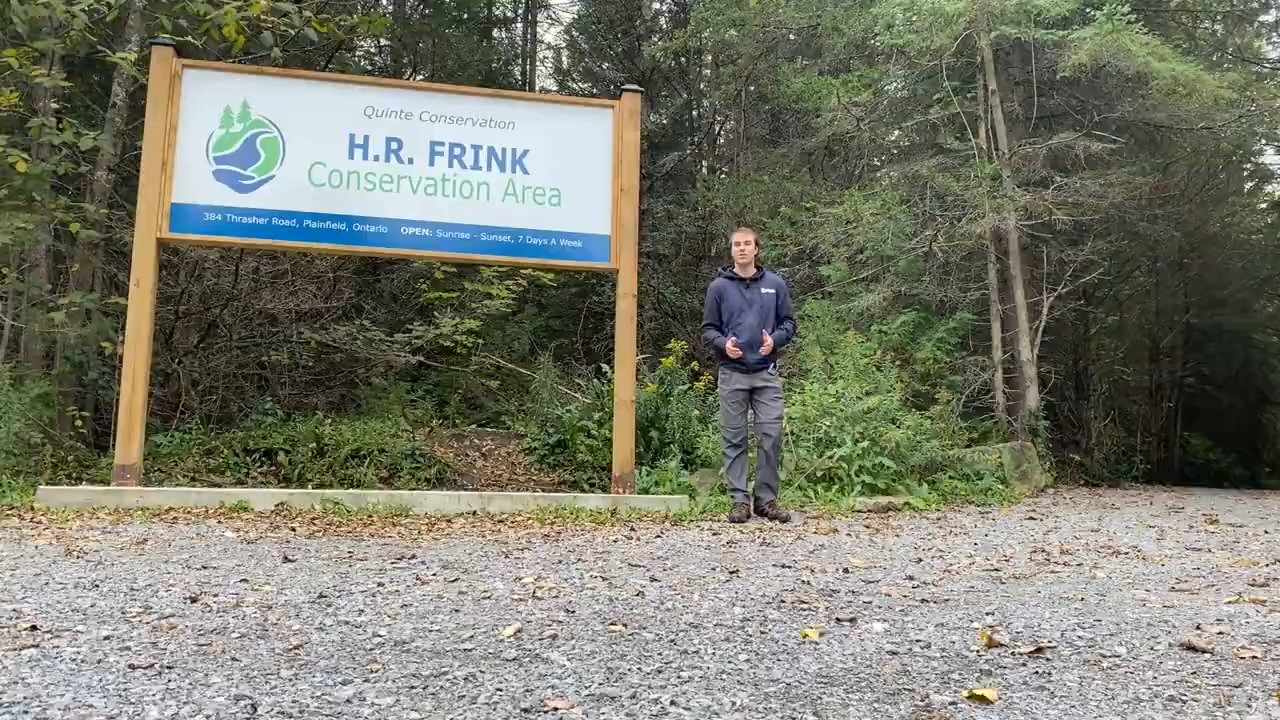 Quinte Conservation
H.R. FRINK
Conservation Area
384 Thrasher Road, Plainfield, Ontario OPEN: Sunrise - Sunset, 7 Days A Week